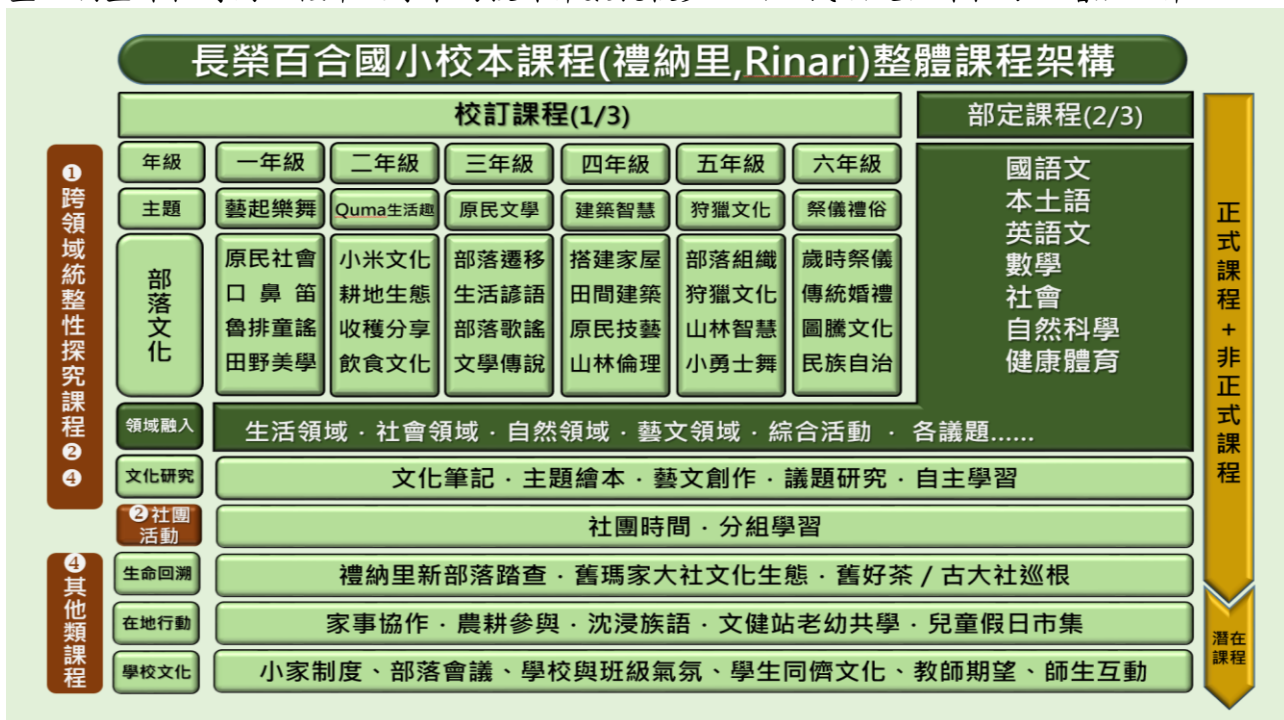 長榮百合國小校本課程(禮納里,Rinari)整體課程架構
校訂課程(1/3)
部定課程(2/3)
❶跨領域統整性探究課程❷❹
年級
一年級
二年級
三年級
四年級
五年級
六年級
主題
藝起樂舞
Quma生活趣
原民文學
建築智慧
狩獵文化
祭儀禮俗
部落文化
原民社會
口鼻笛
魯排童謠
田野美學
小米文化
耕地生態
收穫分享
飲食文化
部落遷移
生活諺語
部落歌謠
文學傳說
搭建家屋
田間建築
原民技藝
山林倫理
部落組織
狩獵文化
山林智慧
小勇士舞
歲時祭儀
傳統婚禮
圖騰文化
民族自治
國語文
本土語
英語文
數學
社會
自然科學
健康體育
領域融入
生活領域．社會領域．自然領域．藝文領域．綜合活動．各議題......
文化研究
文化筆記．主題繪本．藝文創作．議題研究．自主學習
❷社團
活動
社團時間．分組學習
❹其他類課程
生命回溯
禮納里新部落踏查．舊瑪家大社文化生態．舊好茶 / 古大社巡根
在地行動
家事協作．農耕參與．沈浸族語．文健站老幼共學．兒童假日市集
學校文化
小家制度、部落會議、學校與班級氣氛、學生同儕文化、教師期望、師生互動
正式課程+非正式課程
潛在
課程